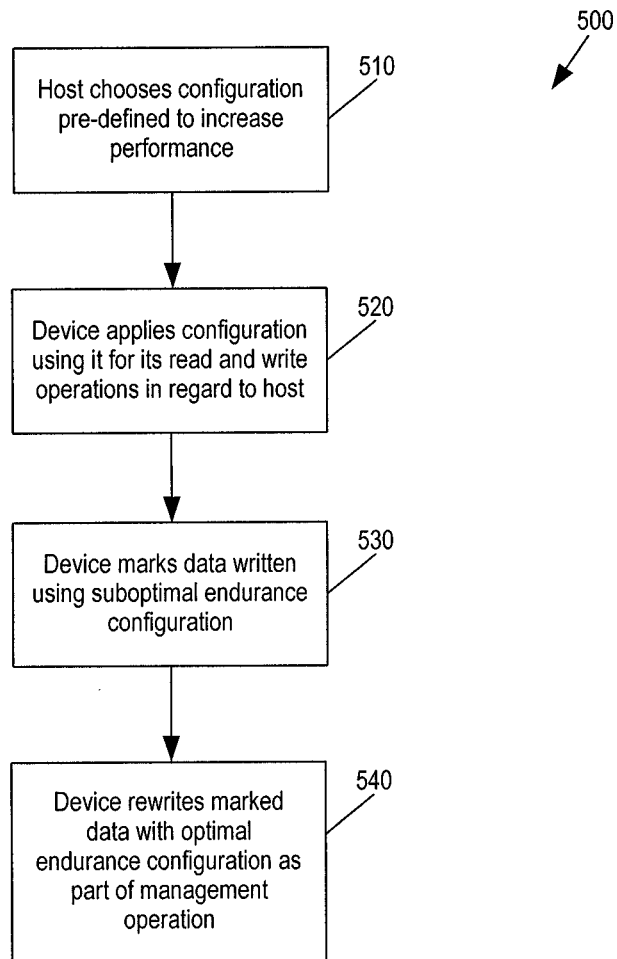 500
Host chooses configuration
pre-defined to increase
performance
510
Device applies configuration
using it for its read and write
operations in regard to host
520
Device marks data written
using suboptimal endurance
configuration
530
Device rewrites marked
data with optimal
endurance configuration as
part of management
operation
540